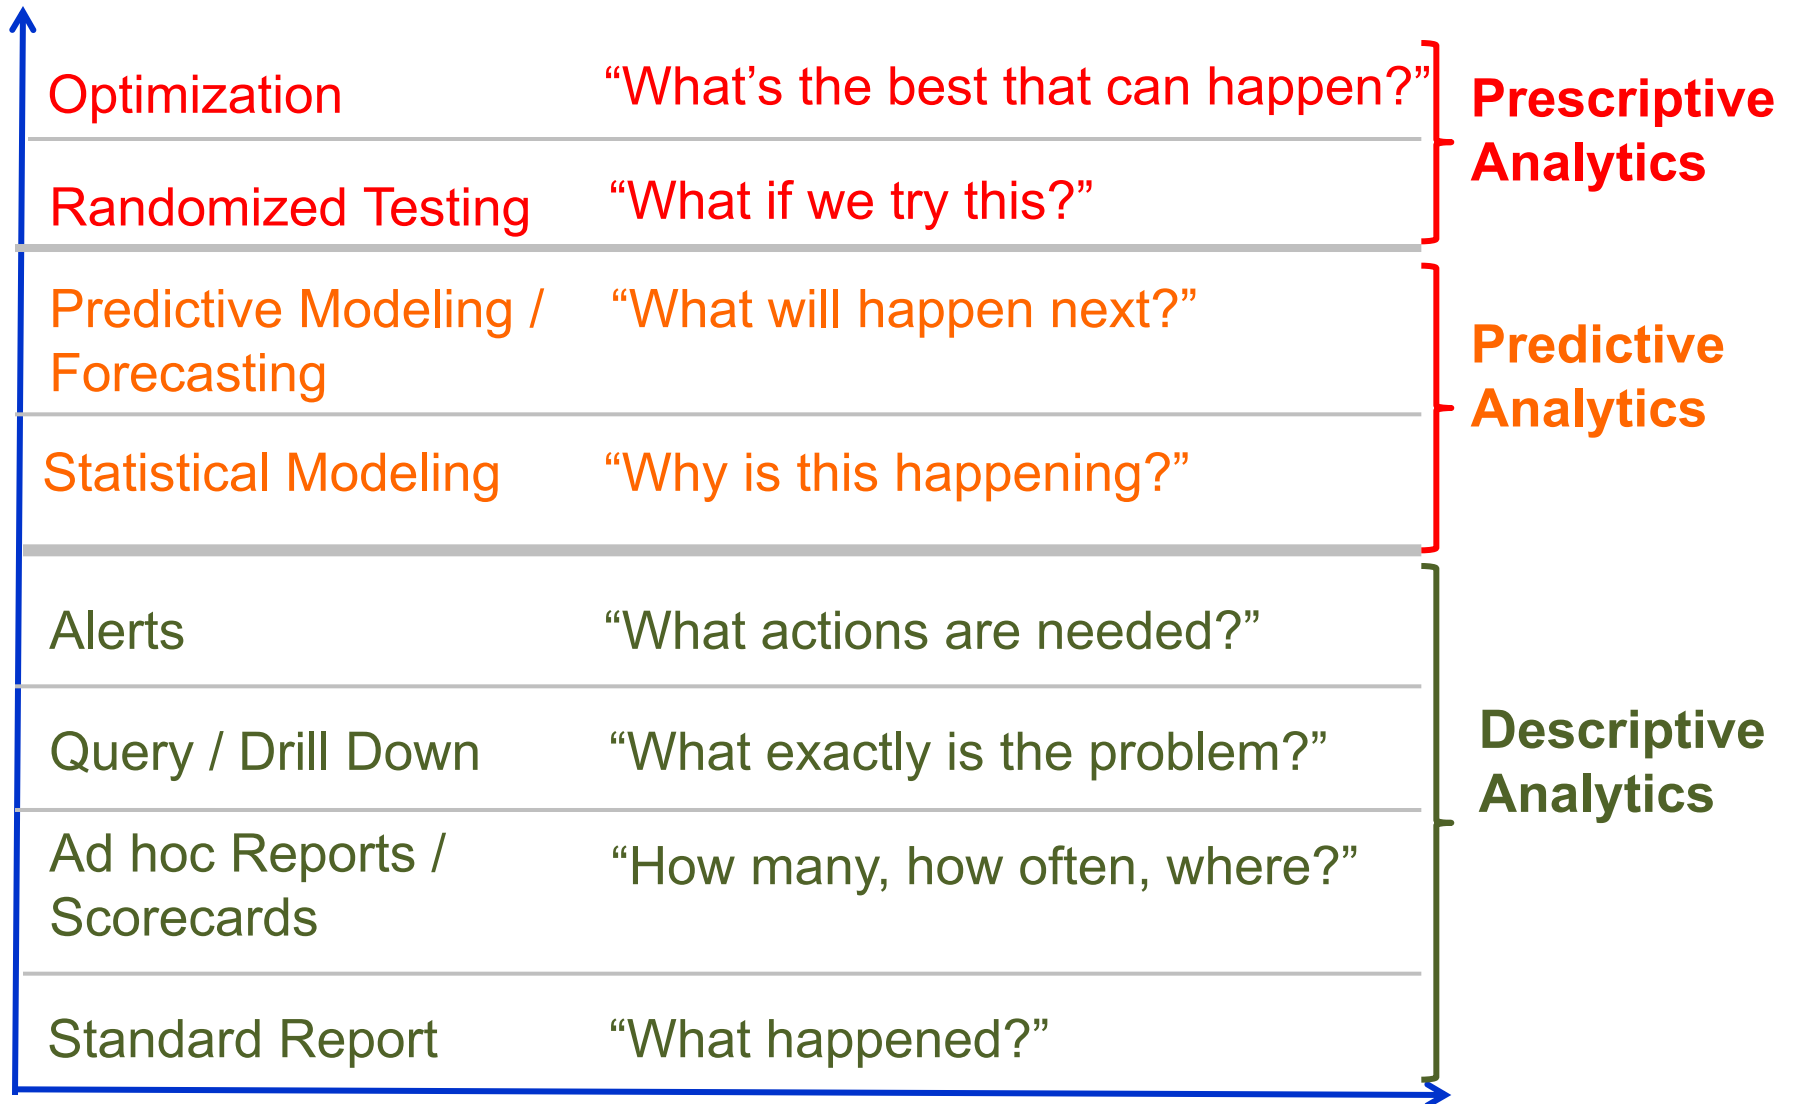 Optimization “What’s the best that can happen?”
Prescriptive
Analytics
Randomized Testing “What if we try this?”
Predictive Modeling / “What will happen next?”
Forecasting
Predictive
Analytics
Statistical Modeling “Why is this happening?”
Alerts “What actions are needed?”
Query / Drill Down “What exactly is the problem?”
Descriptive
Analytics
Ad hoc Reports / “How many, how often, where?”
Scorecards
Standard Report “What happened?”